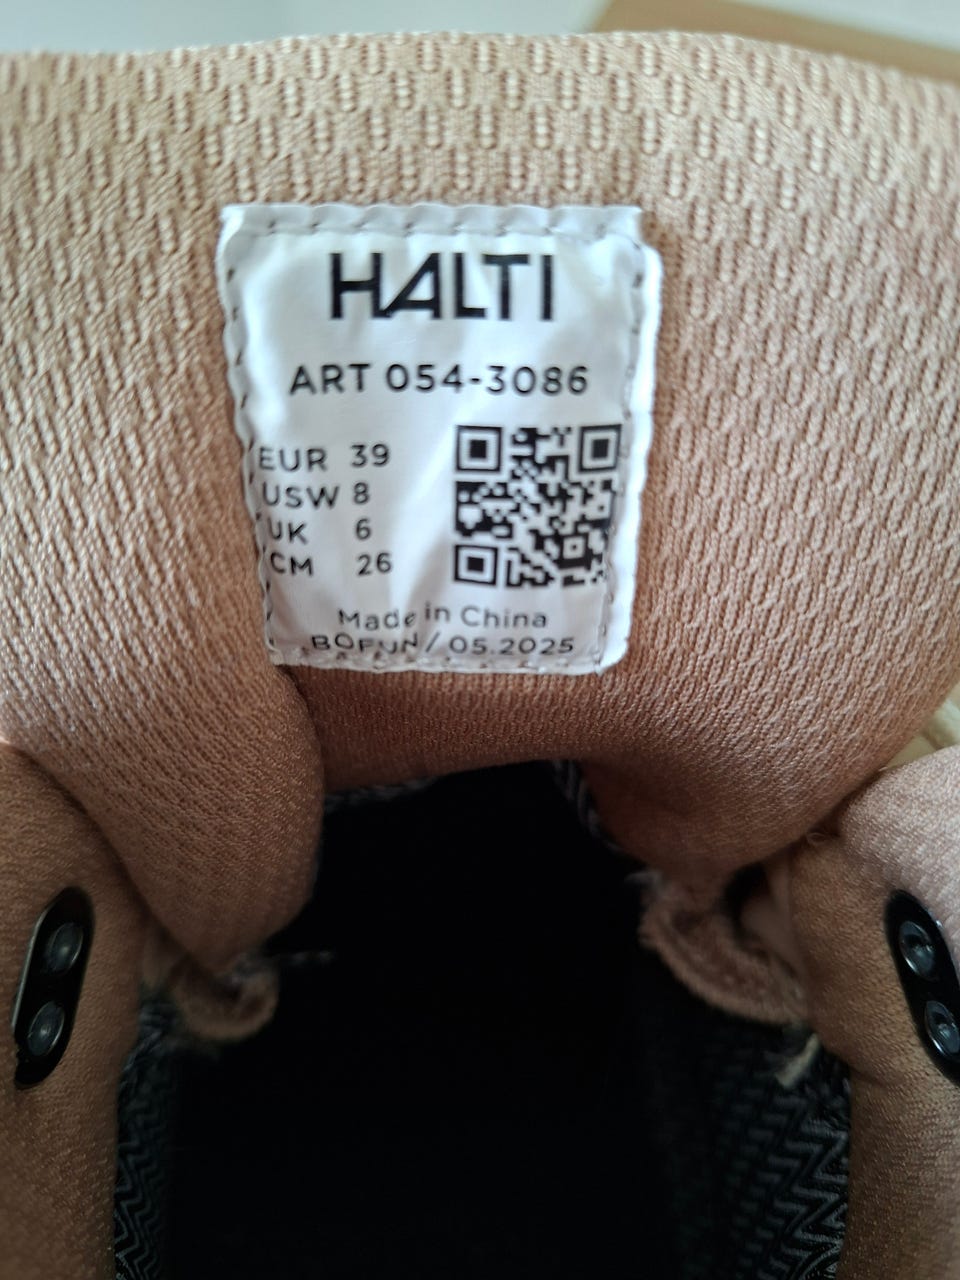 HALTI
ART 054-3086
EUR 39
USW 8
UK 6
CM 26
Made in China
BOFUN / 05.2025